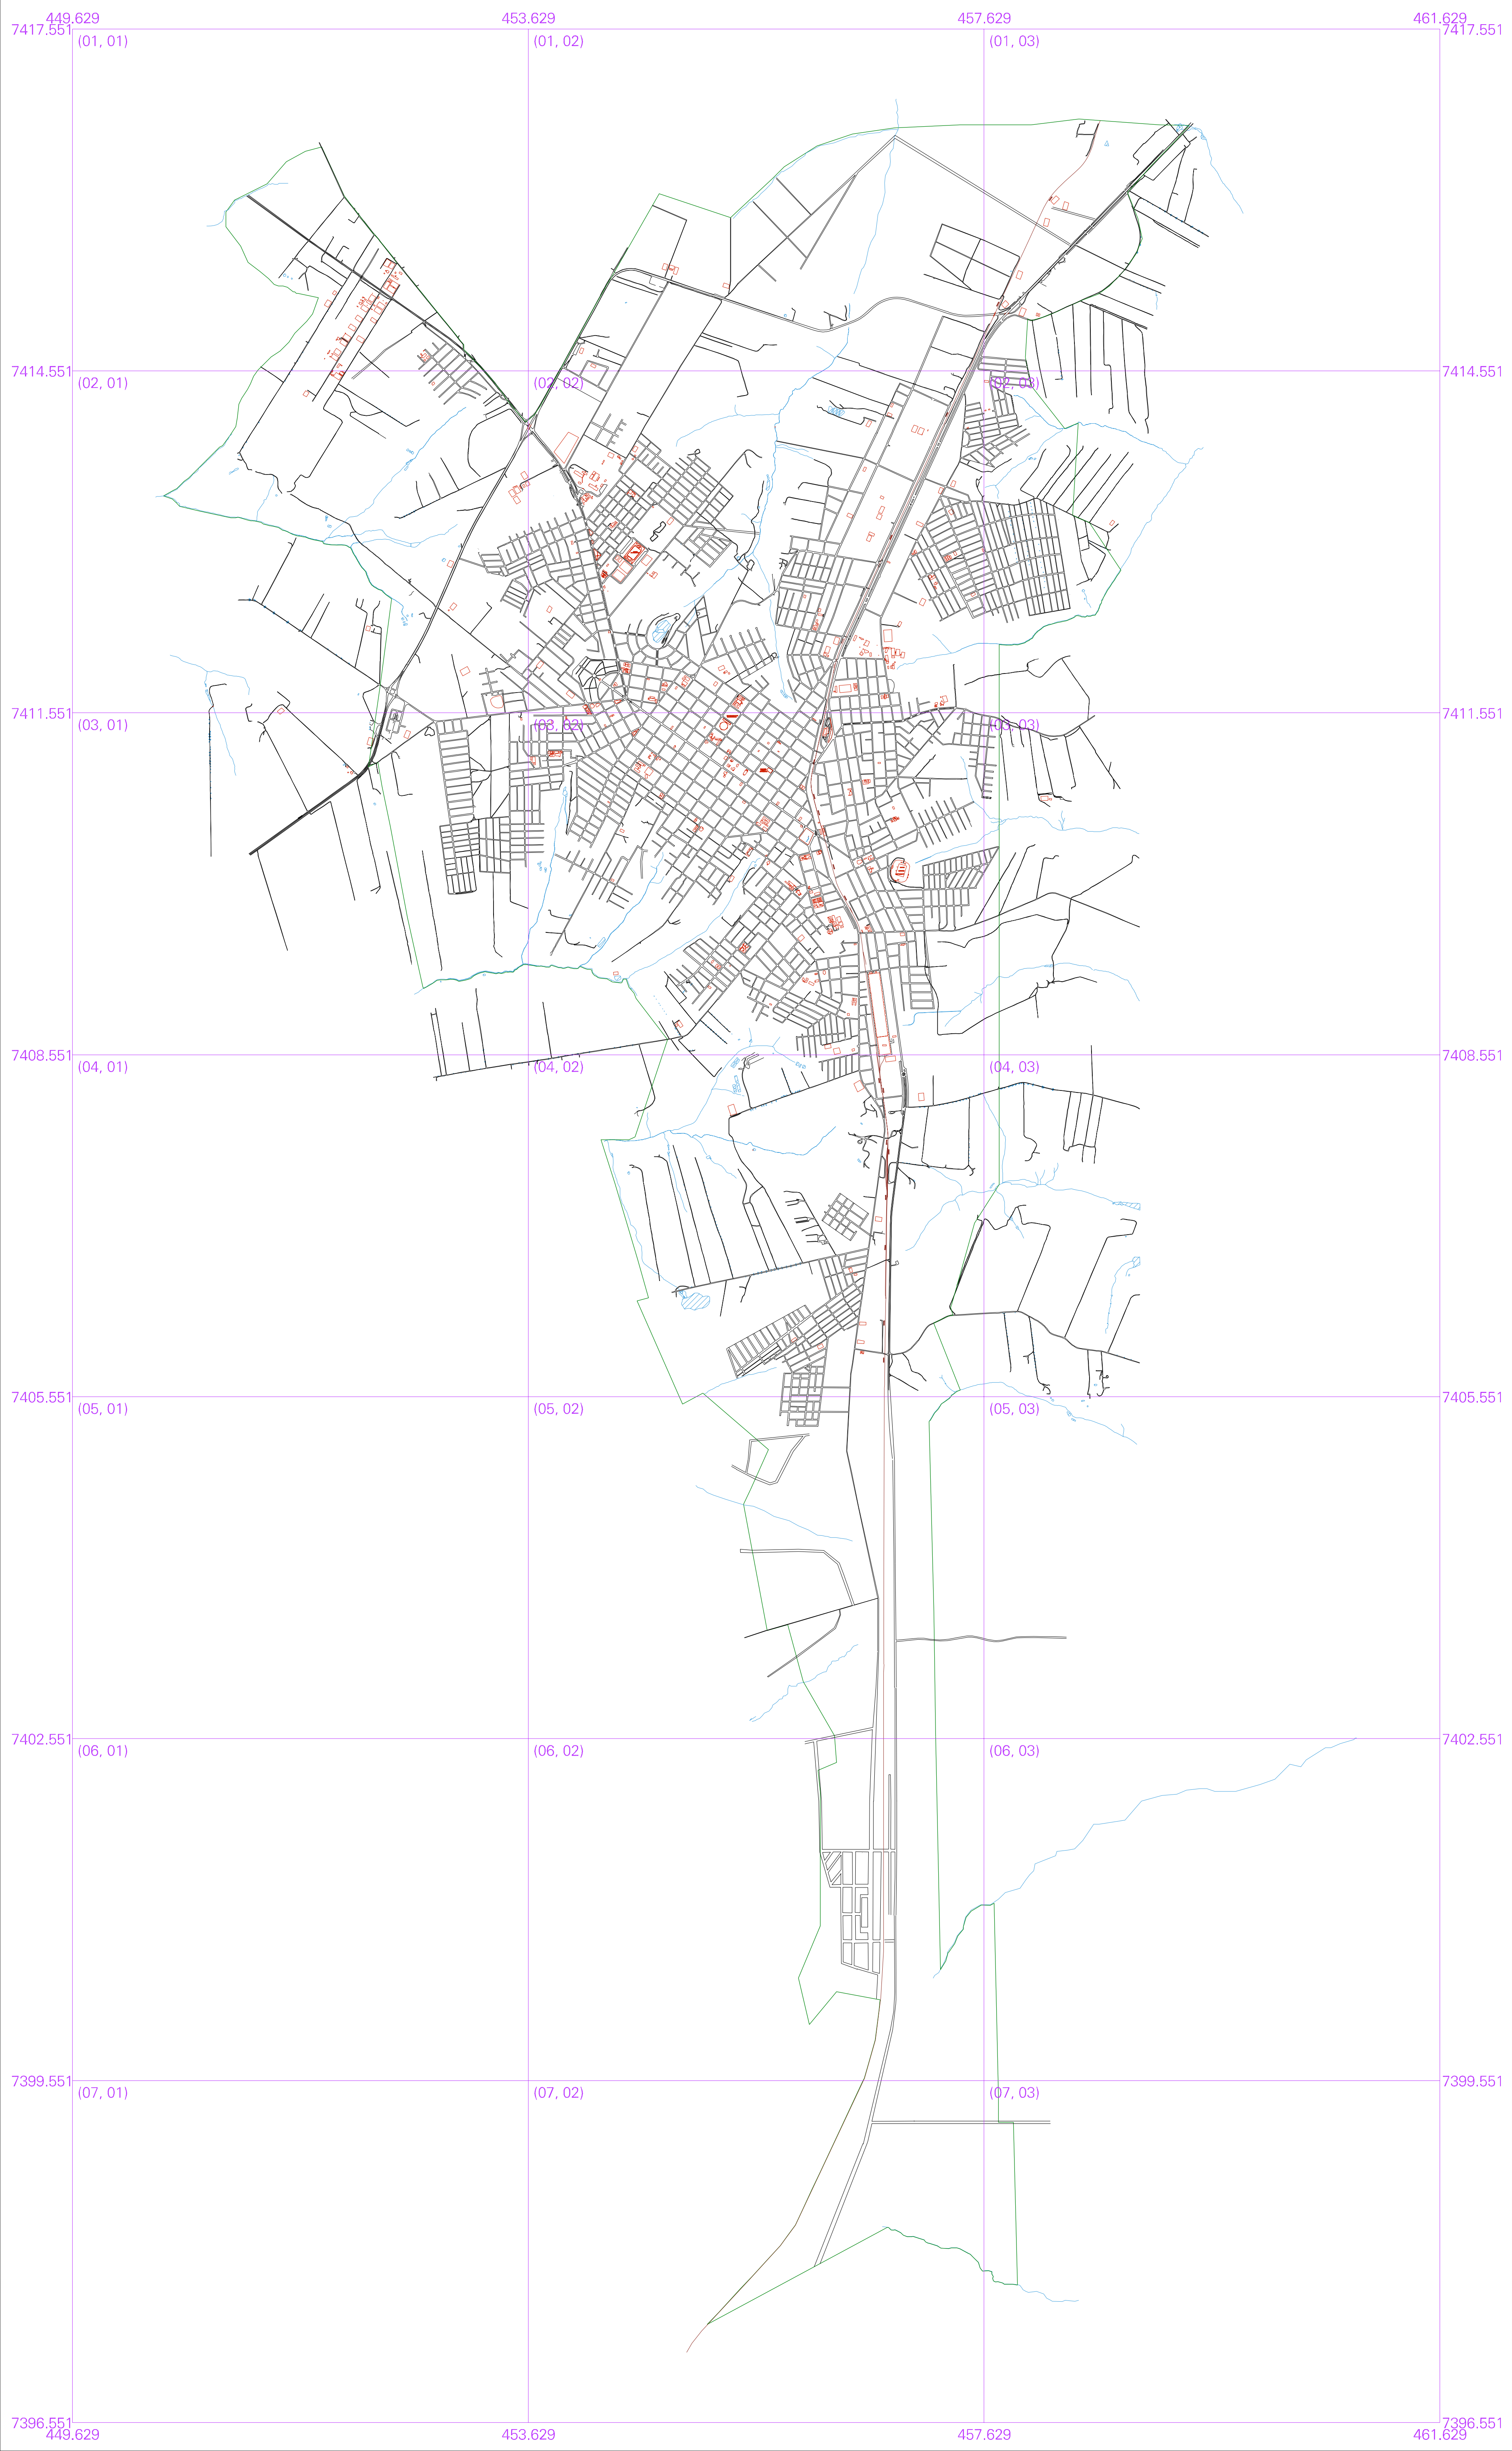 449.629 453.629 457.629 461.629
7417.551 7417.551
(01, 01) (01, 02) (01, 03)
7414.551 7414.551
(02, 01) (02, 02) (02, 03)
7411.551 7411.551
(03, 01) (03, 02) (03, 03)
7408.551 7408.551
(04, 01) (04, 02) (04, 03)
7405.551 7405.551
(05, 01) (05, 02) (05, 03)
7402.551 7402.551
(06, 01) (06, 02) (06, 03)
7399.551 7399.551
(07, 01) (07, 02) (07, 03)
7396.551 7396.551
449.629 453.629 457.629 461.629